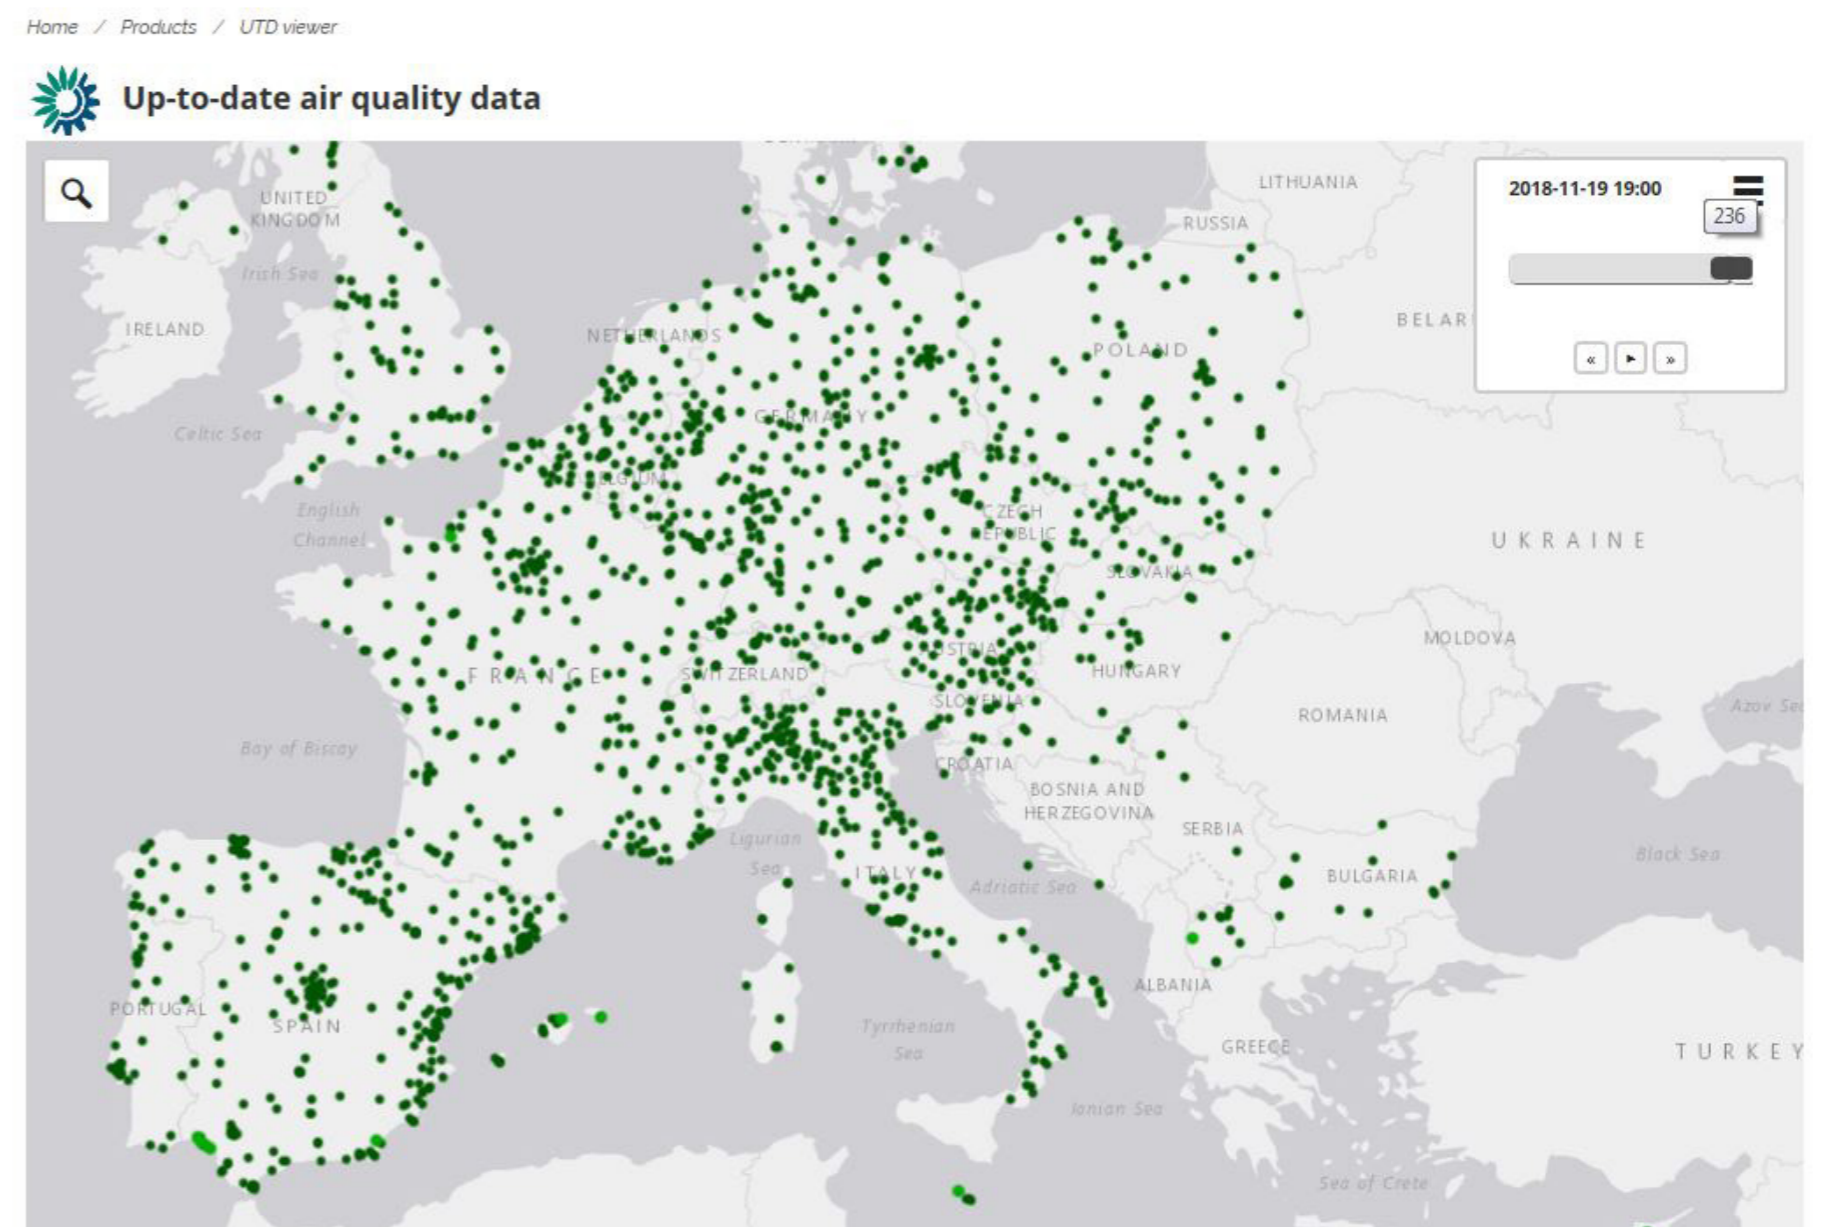 Home / Products / UTD viewer
Up-to-date air quality data
2018-11-19 19:00
236
« ► »
LITHUANIA
UNITED
KINGDOM
RUSSIA
Irish Sea
IRELAND
NETHERLANDS
BELAR
POLAND
GERMANY
Celtic Sea
BELGIUM
English
Channel
CZECH
REPUBLIC
UKRAINE
SLOVAKIA
MOLDOVA
AUSTRIA
FRANCE
SWITZERLAND
HUNGARY
SLOVENIA
Azov Sea
ROMANIA
Bay of Biscay
CROATIA
BOSNIA AND
HERZEGOVINA
SERBIA
Ligurian
Sea
Black Sea
ITALY
BULGARIA
Adriatic Sea
ALBANIA
PORTUGAL
SPAIN
Tyrrhenian
Sea
GREECE
TURKEY
Ionian Sea
Sea of Crete